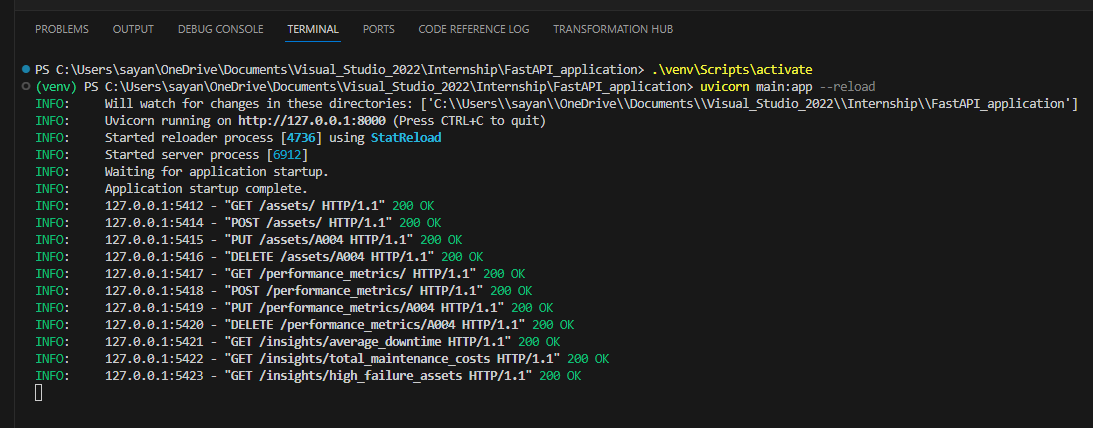 PROBLEMS OUTPUT DEBUG CONSOLE TERMINAL PORTS CODE REFERENCE LOG TRANSFORMATION HUB
PS C:\Users\sayan\OneDrive\Documents\Visual_Studio_2022\Internship\FastAPI_application> .\venv\Scripts\activate
(venv) PS C:\Users\sayan\OneDrive\Documents\Visual_Studio_2022\Internship\FastAPI_application> uvicorn main:app --reload
INFO: Will watch for changes in these directories: ['C:\\Users\\sayan\\OneDrive\\Documents\\Visual_Studio_2022\\Internship\\FastAPI_application']
INFO: Uvicorn running on http://127.0.0.1:8000 (Press CTRL+C to quit)
INFO: Started reloader process [4736] using StatReload
INFO: Started server process [6912]
INFO: Waiting for application startup.
INFO: Application startup complete.
INFO: 127.0.0.1:5412 - "GET /assets/ HTTP/1.1" 200 OK
INFO: 127.0.0.1:5414 - "POST /assets/ HTTP/1.1" 200 OK
INFO: 127.0.0.1:5415 - "PUT /assets/A004 HTTP/1.1" 200 OK
INFO: 127.0.0.1:5416 - "DELETE /assets/A004 HTTP/1.1" 200 OK
INFO: 127.0.0.1:5417 - "GET /performance_metrics/ HTTP/1.1" 200 OK
INFO: 127.0.0.1:5418 - "POST /performance_metrics/ HTTP/1.1" 200 OK
INFO: 127.0.0.1:5419 - "PUT /performance_metrics/A004 HTTP/1.1" 200 OK
INFO: 127.0.0.1:5420 - "DELETE /performance_metrics/A004 HTTP/1.1" 200 OK
INFO: 127.0.0.1:5421 - "GET /insights/average_downtime HTTP/1.1" 200 OK
INFO: 127.0.0.1:5422 - "GET /insights/total_maintenance_costs HTTP/1.1" 200 OK
INFO: 127.0.0.1:5423 - "GET /insights/high_failure_assets HTTP/1.1" 200 OK